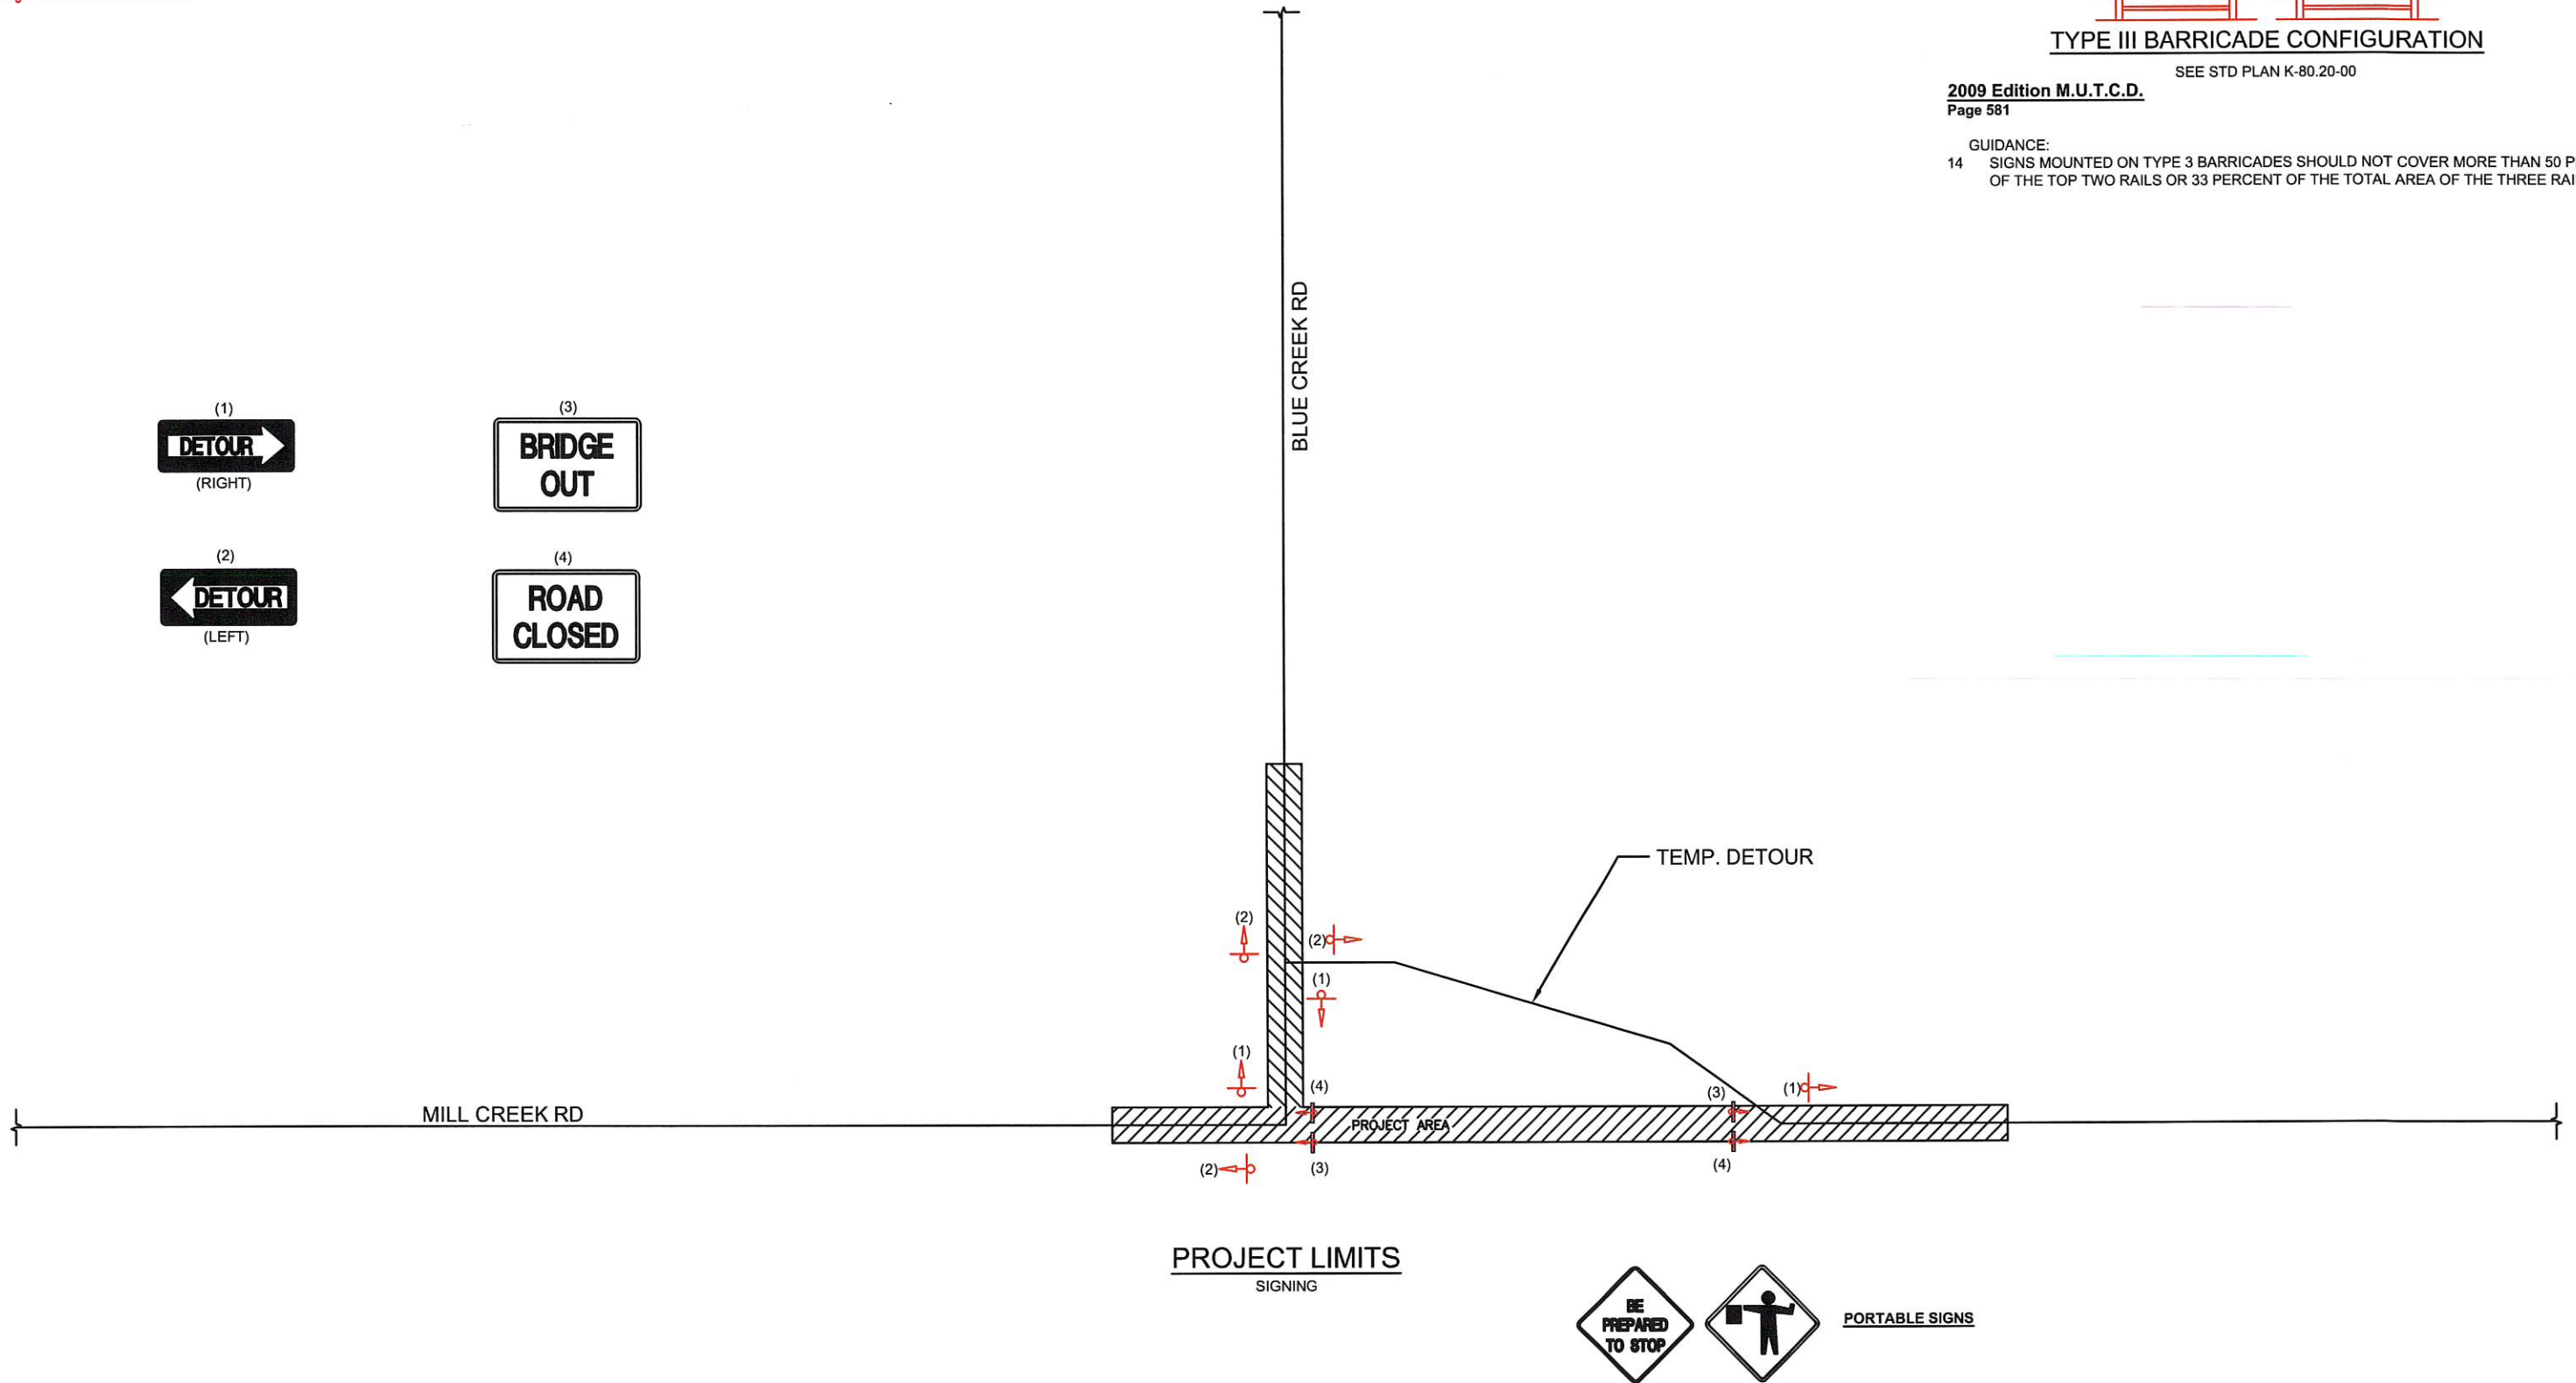 TYPE III BARRICADE CONFIGURATION
SEE STD PLAN K-80.20-00
2009 Edition M.U.T.C.D.
Page 581
GUIDANCE:
14 SIGNS MOUNTED ON TYPE 3 BARRICADES SHOULD NOT COVER MORE THAN 50 P
OF THE TOP TWO RAILS OR 33 PERCENT OF THE TOTAL AREA OF THE THREE RAI
BLUE CREEK RD
(1)
DETOUR
(RIGHT)
(3)
BRIDGE
OUT
(2)
DETOUR
(LEFT)
(4)
ROAD
CLOSED
TEMP. DETOUR
(2)
(2)
(1)
(1)
(4)
(3)
(1)
MILL CREEK RD
PROJECT AREA
(2)
(3)
(4)
PROJECT LIMITS
SIGNING
BE
PREPARED
TO STOP
PORTABLE SIGNS